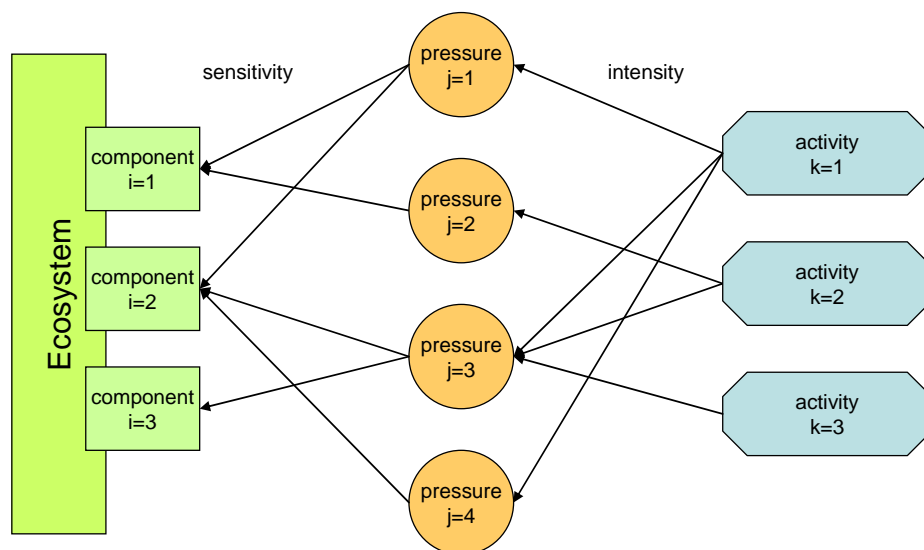 Ecosystem
component
i=1
component
i=2
component
i=3
sensitivity
pressure
j=1
pressure
j=2
pressure
j=3
pressure
j=4
intensity
activity
k=1
activity
k=2
activity
k=3